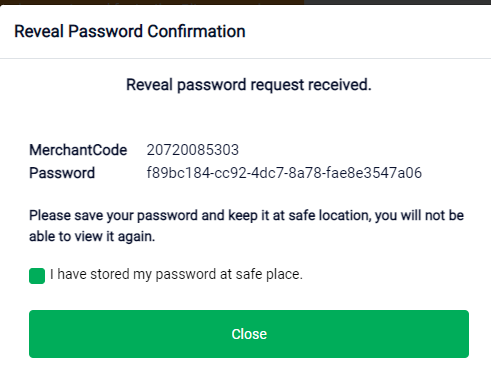 Reveal Password Confirmation
Reveal password request received.
MerchantCode 20720085303
Password f89bc184-cc92-4dc7-8a78-fae8e3547a06
Please save your password and keep it at safe location, you will not be
able to view it again.
I have stored my password at safe place.
Close